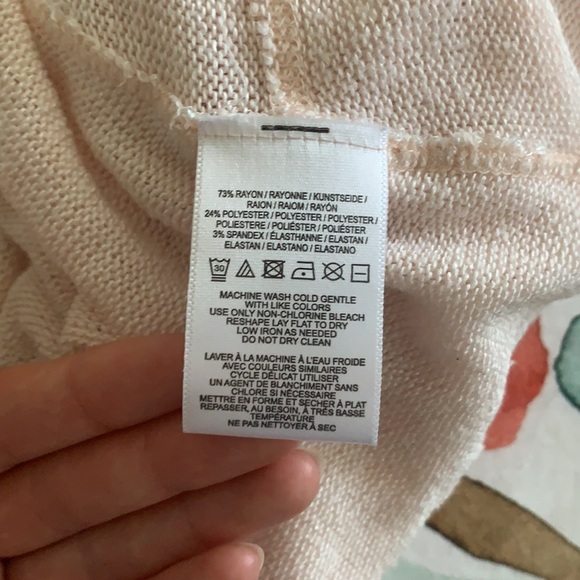 73% RAYON / RAYONNE / KUNSTSEIDE /
RAION / RAIOM / RAYÓN
24% POLYESTER / POLYESTER / POLYESTER /
POLIESTERE / POLIÉSTER / POLIÉSTER
3% SPANDEX / ÉLASTHANNE / ELASTAN /
ELASTAN / ELASTANO / ELASTANO
30
MACHINE WASH COLD GENTLE
WITH LIKE COLORS
USE ONLY NON-CHLORINE BLEACH
RESHAPE LAY FLAT TO DRY
LOW IRON AS NEEDED
DO NOT DRY CLEAN
LAVER À LA MACHINE À L'EAU FROIDE
AVEC COULEURS SIMILAIRES
CYCLE DÉLICAT UTILISER
UN AGENT DE BLANCHIMENT SANS
CHLORE SI NÉCESSAIRE
METTRE EN FORME ET SÉCHER À PLAT
REPASSER, AU BESOIN, À TRÈS BASSE
TEMPÉRATURE
NE PAS NETTOYER À SEC